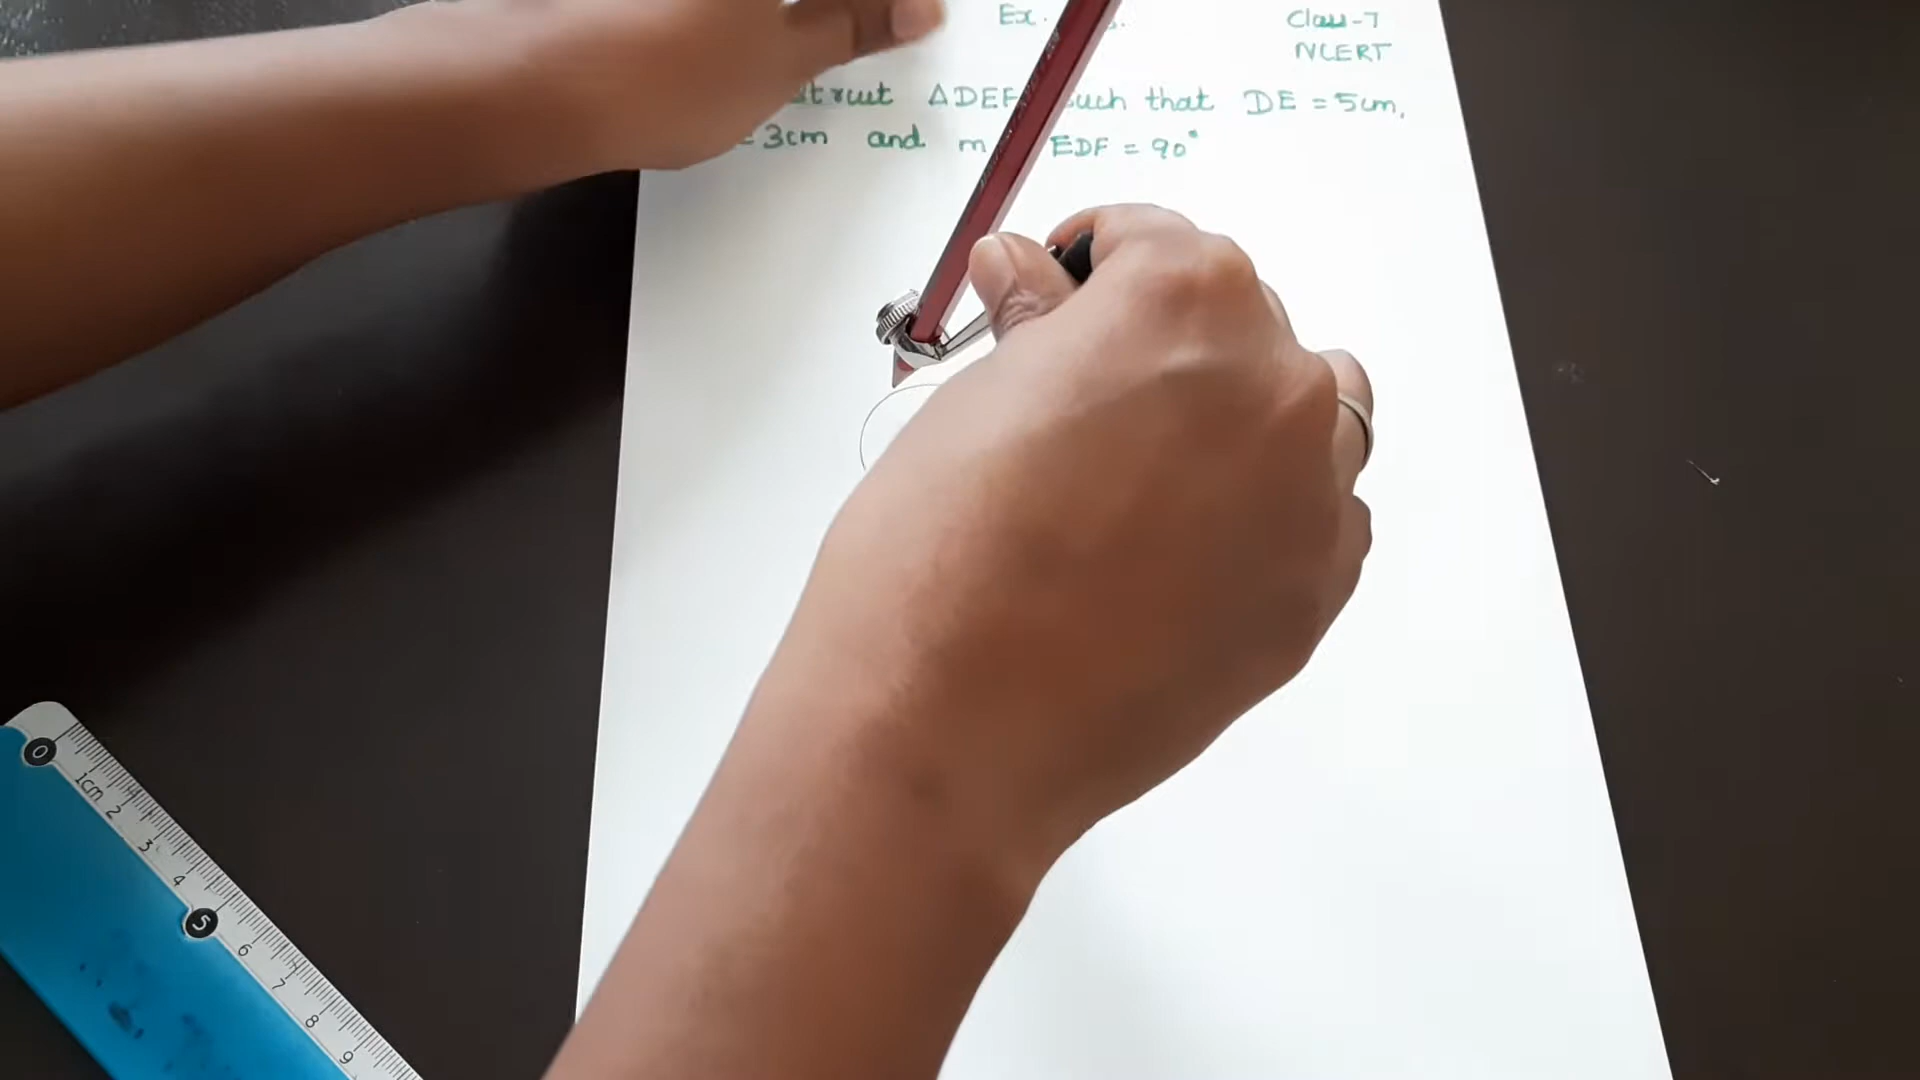 Ex.
Class-7
NCERT
ΔDEF such that DE = 5cm,
= 3cm and m EDF = 90°
0 1cm 2 3 4 5 6 7 8 9